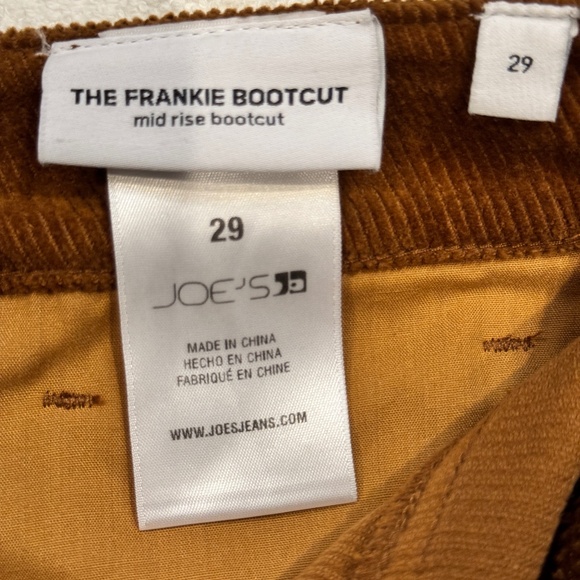 THE FRANKIE BOOTCUT
mid rise bootcut
29
29
JOE'S
MADE IN CHINA
HECHO EN CHINA
FABRIQUÉ EN CHINE
WWW.JOESJEANS.COM